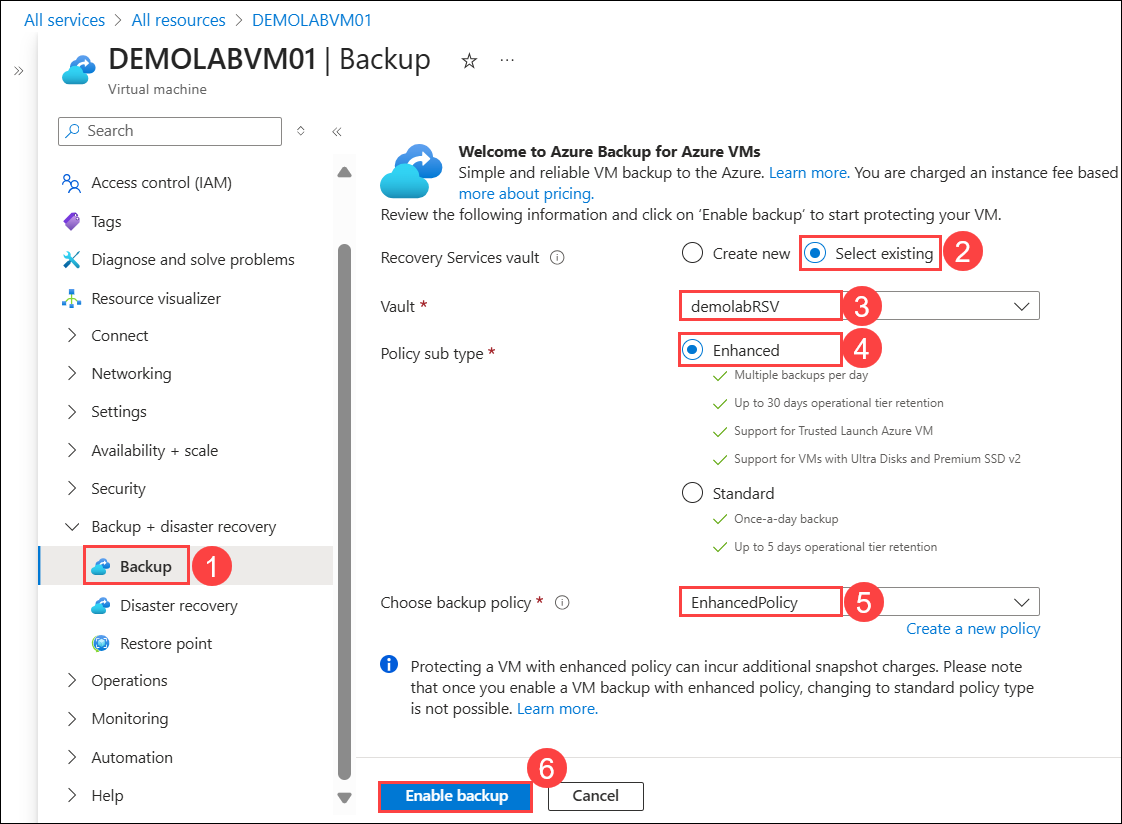 All services > All resources > DEMOLABVM01
DEMOLABVM01 | Backup
Virtual machine
Search
Access control (IAM)
Tags
Diagnose and solve problems
Resource visualizer
Connect
Networking
Settings
Availability + scale
Security
Backup + disaster recovery
Backup 1
Disaster recovery
Restore point
Operations
Monitoring
Automation
Help
Welcome to Azure Backup for Azure VMs
Simple and reliable VM backup to the Azure. Learn more. You are charged an instance fee based
more about pricing.
Review the following information and click on ‘Enable backup’ to start protecting your VM.
Recovery Services vault Create new Select existing 2
Vault * demolabRSV 3
Policy sub type * Enhanced 4
Multiple backups per day
Up to 30 days operational tier retention
Support for Trusted Launch Azure VM
Support for VMs with Ultra Disks and Premium SSD v2
Standard
Once-a-day backup
Up to 5 days operational tier retention
Choose backup policy * EnhancedPolicy 5
Create a new policy
Protecting a VM with enhanced policy can incur additional snapshot charges. Please note
that once you enable a VM backup with enhanced policy, changing to standard policy type
is not possible. Learn more.
6
Enable backup Cancel